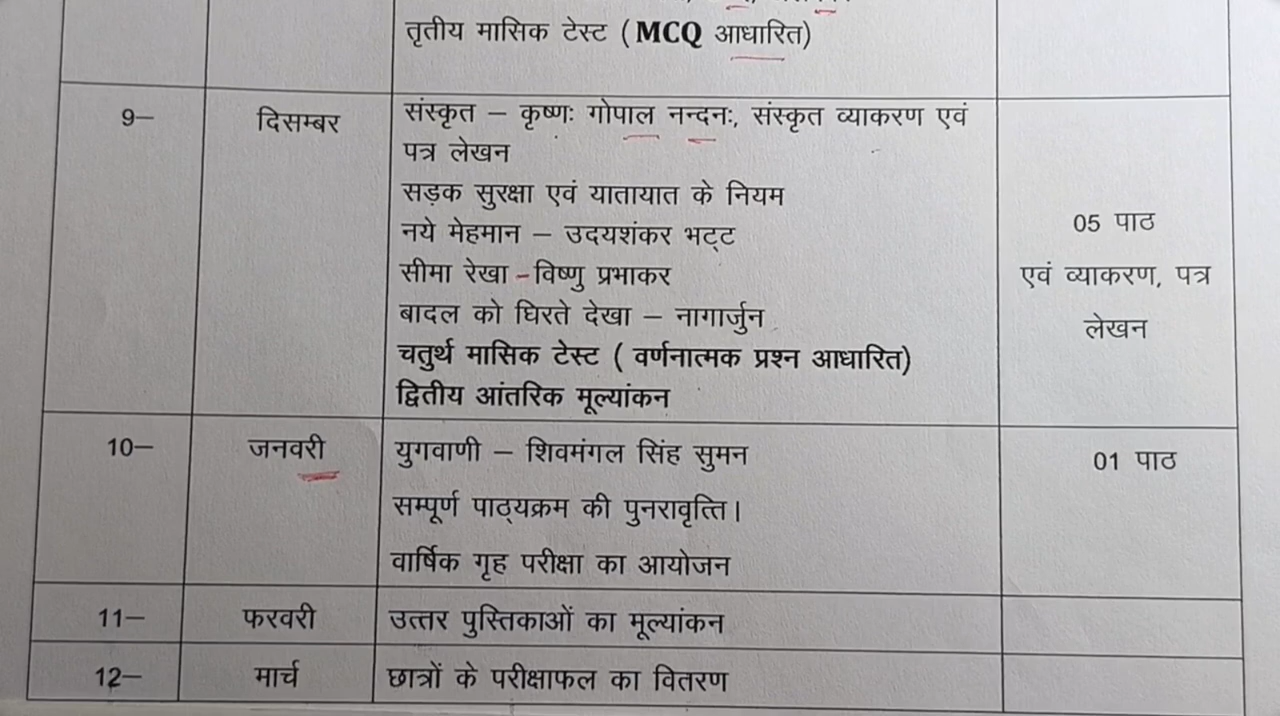 तृतीय मासिक टेस्ट ( MCQ आधारित)
9–
दिसम्बर
संस्कृत – कृष्णः गोपाल नन्दनः, संस्कृत व्याकरण एवं
पत्र लेखन
सड़क सुरक्षा एवं यातायात के नियम
नये मेहमान – उदयशंकर भट्ट
सीमा रेखा – विष्णु प्रभाकर
बादल को घिरते देखा – नागार्जुन
चतुर्थ मासिक टेस्ट ( वर्णनात्मक प्रश्न आधारित)
द्वितीय आंतरिक मूल्यांकन
05 पाठ
एवं व्याकरण, पत्र
लेखन
10–
जनवरी
युगवाणी – शिवमंगल सिंह सुमन
सम्पूर्ण पाठ्यक्रम की पुनरावृत्ति।
वार्षिक गृह परीक्षा का आयोजन
01 पाठ
11–
फरवरी
उत्तर पुस्तिकाओं का मूल्यांकन
12–
मार्च
छात्रों के परीक्षाफल का वितरण